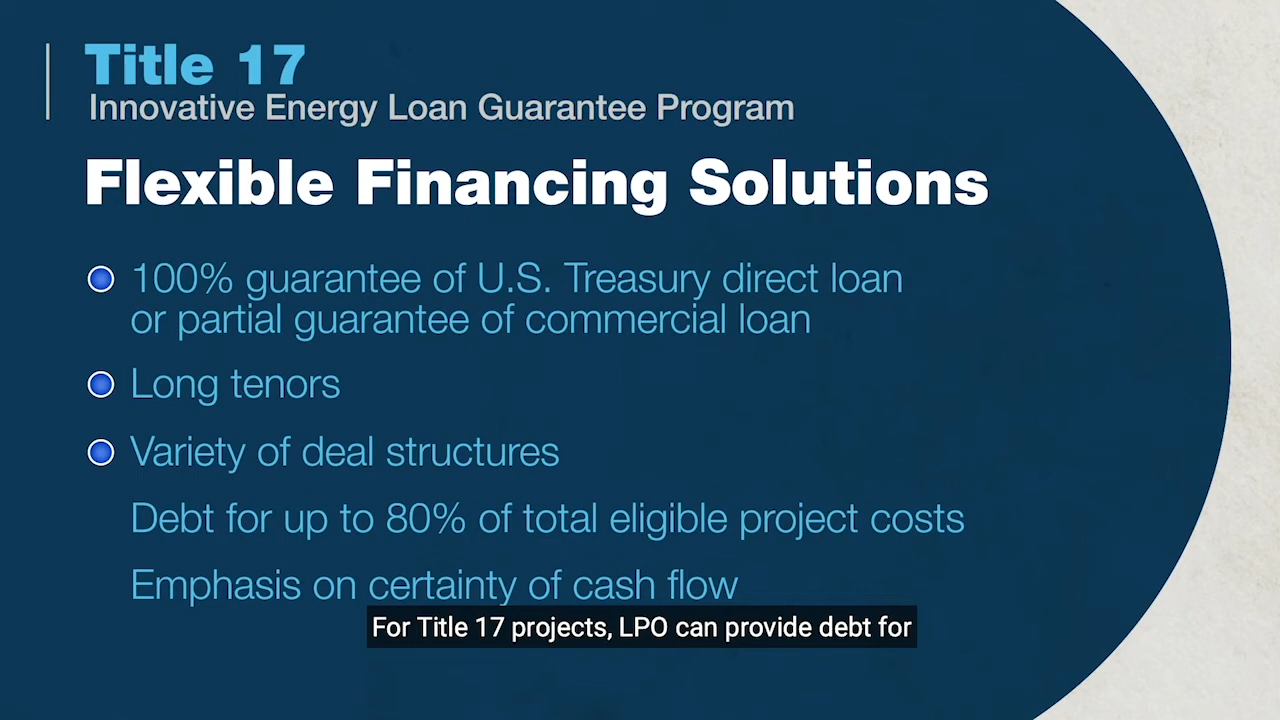 Title 17
Innovative Energy Loan Guarantee Program
Flexible Financing Solutions
100% guarantee of U.S. Treasury direct loan
or partial guarantee of commercial loan
Long tenors
Variety of deal structures
Debt for up to 80% of total eligible project costs
Emphasis on certainty of cash flow
For Title 17 projects, LPO can provide debt for